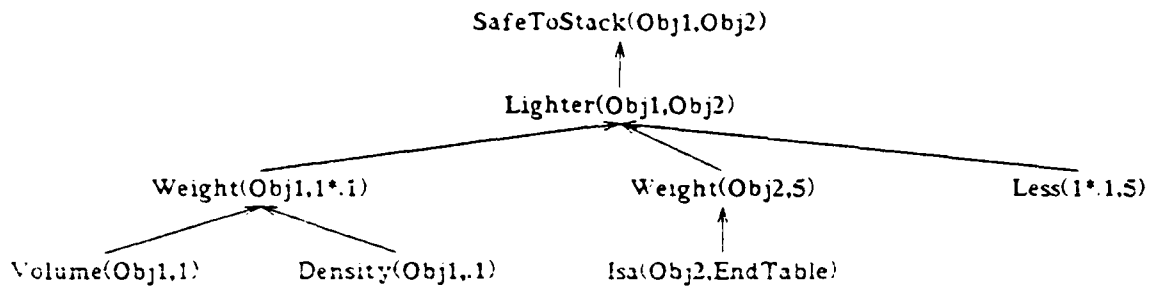 SafeToStack(Obj1,Obj2)
Lighter(Obj1,Obj2)
Weight(Obj1,1*.1) Weight(Obj2,5) Less(1*.1,5)
Volume(Obj1,1) Density(Obj1,.1) Isa(Obj2,EndTable)